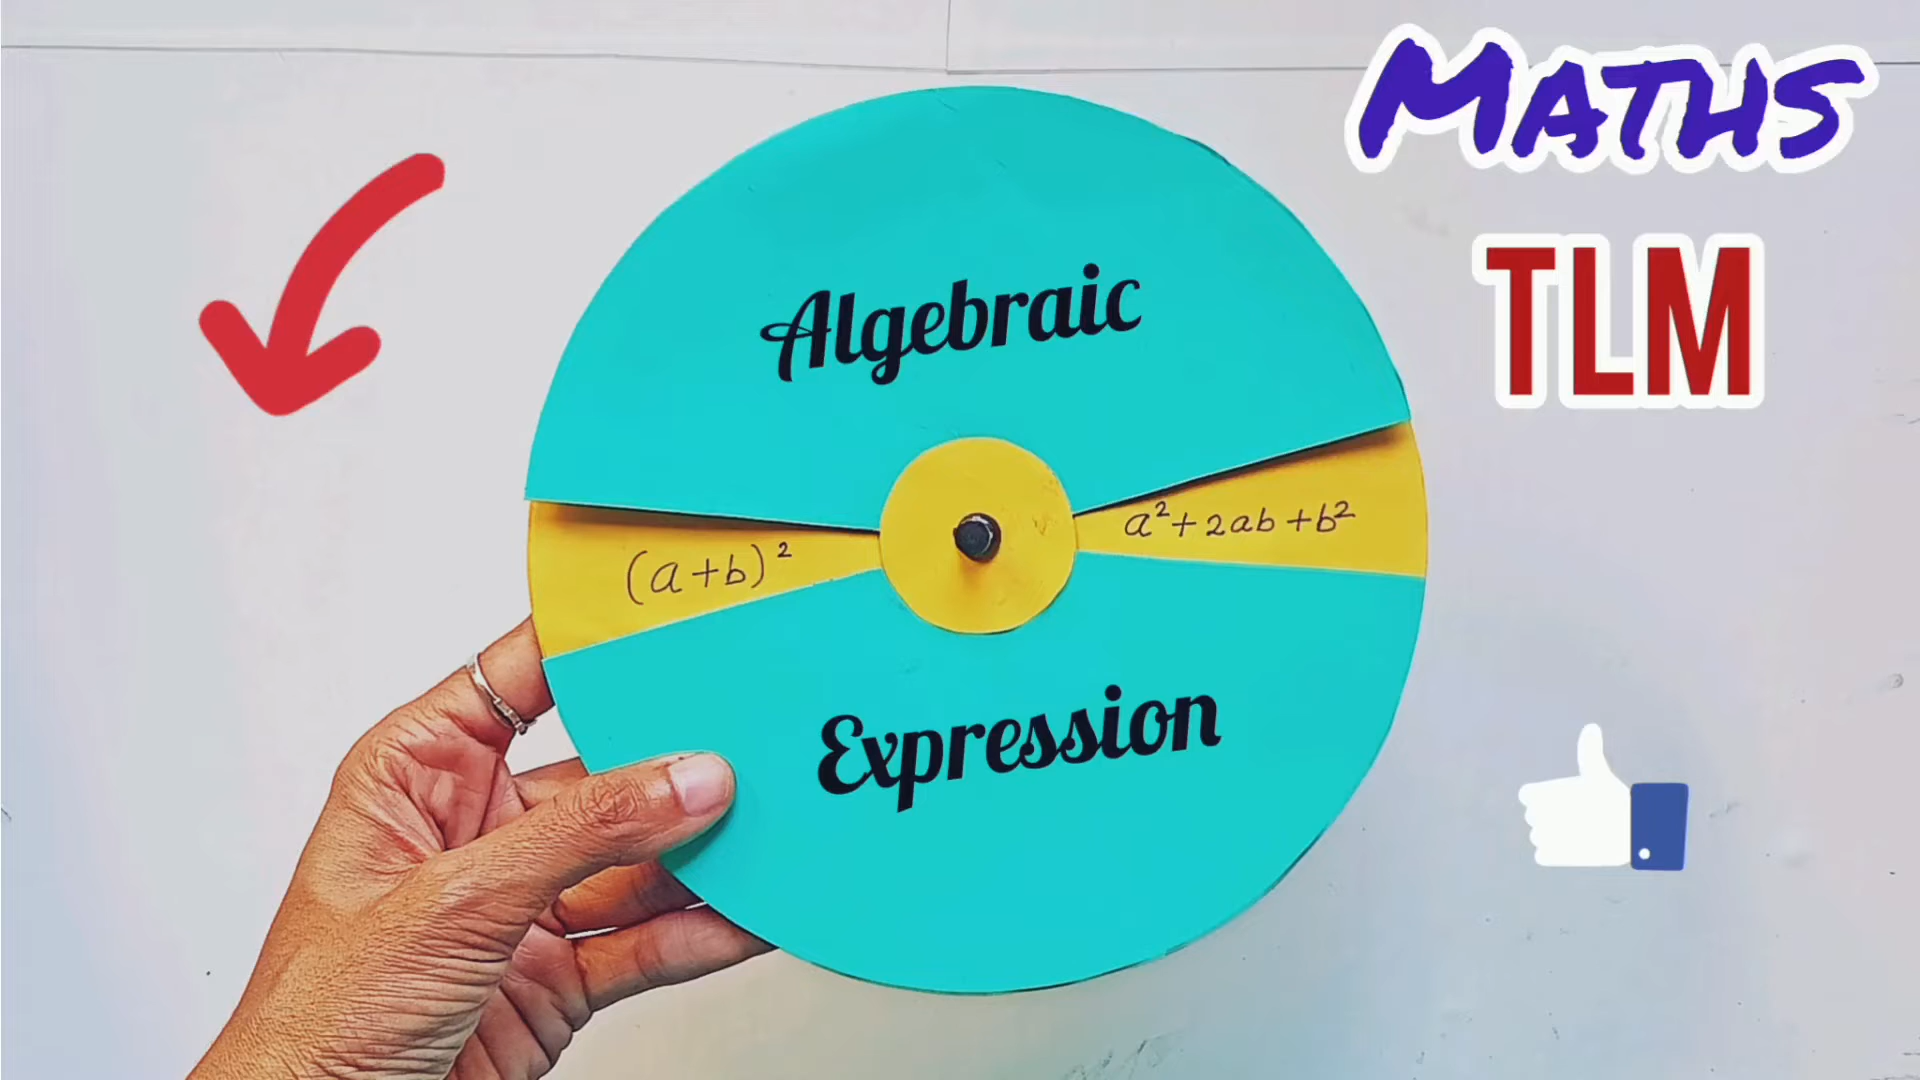 Maths
TLM
Algebraic
(a+b)²
a²+2ab+b²
Expression